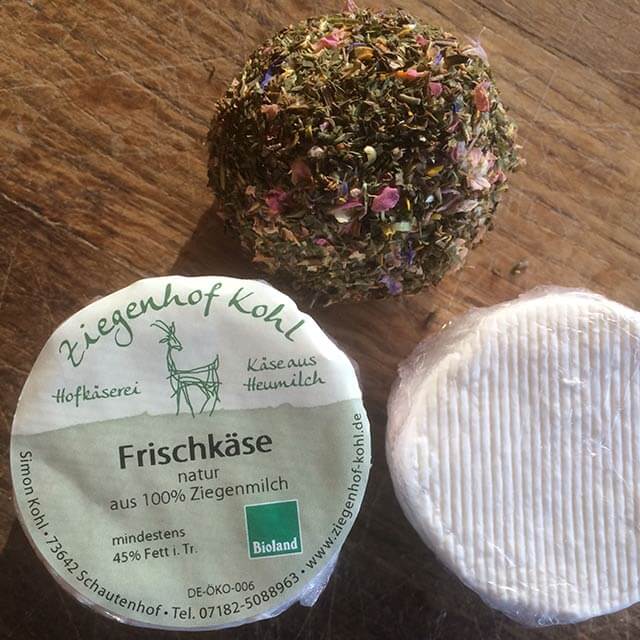 Ziegenhof Kohl
Hofkäserei
Käse aus
Heumilch
Frischkäse
natur
aus 100% Ziegenmilch
mindestens
45% Fett i. Tr.
Bioland
DE-ÖKO-006
Simon Kohl • 73642 Schautenhof • Tel. 07182-5088963 • www.ziegenhof-kohl.de